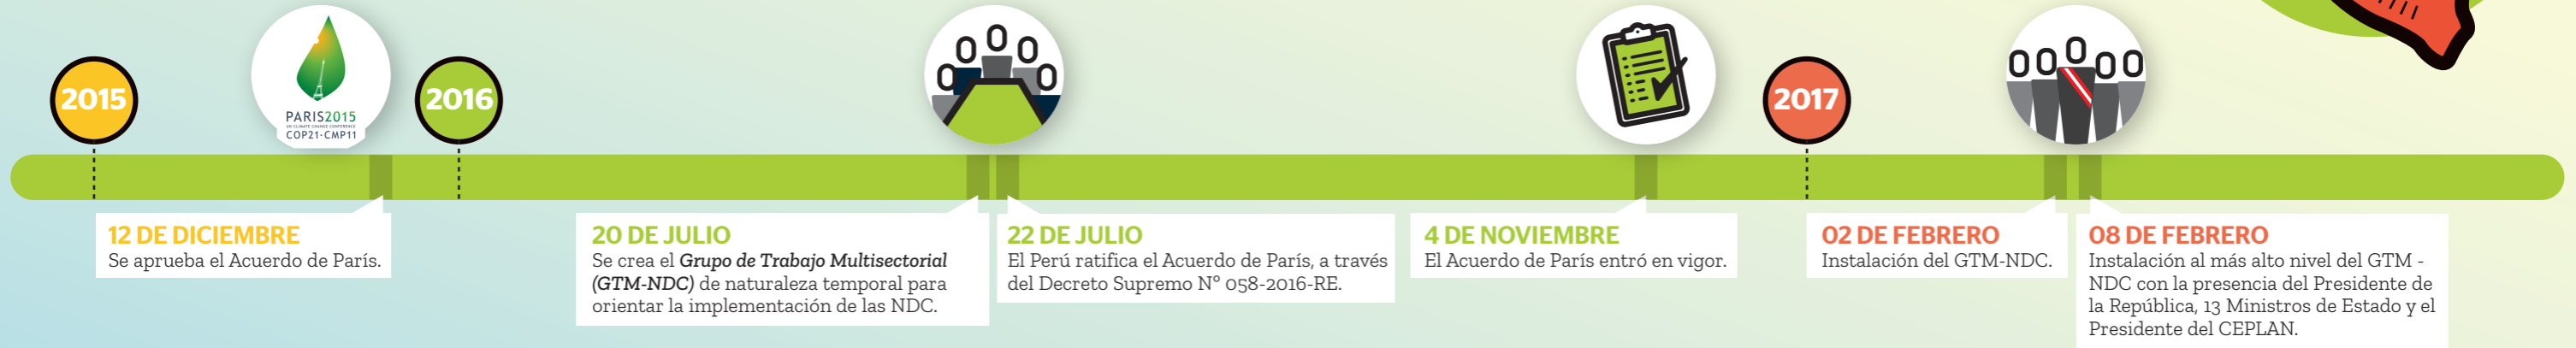 2015
PARIS2015
UN CLIMATE CHANGE CONFERENCE
COP21·CMP11
2016
2017
12 DE DICIEMBRE
Se aprueba el Acuerdo de París.
20 DE JULIO
Se crea el Grupo de Trabajo Multisectorial
(GTM-NDC) de naturaleza temporal para
orientar la implementación de las NDC.
22 DE JULIO
El Perú ratifica el Acuerdo de París, a través
del Decreto Supremo N° 058-2016-RE.
4 DE NOVIEMBRE
El Acuerdo de París entró en vigor.
02 DE FEBRERO
Instalación del GTM-NDC.
08 DE FEBRERO
Instalación al más alto nivel del GTM -
NDC con la presencia del Presidente de
la República, 13 Ministros de Estado y el
Presidente del CEPLAN.